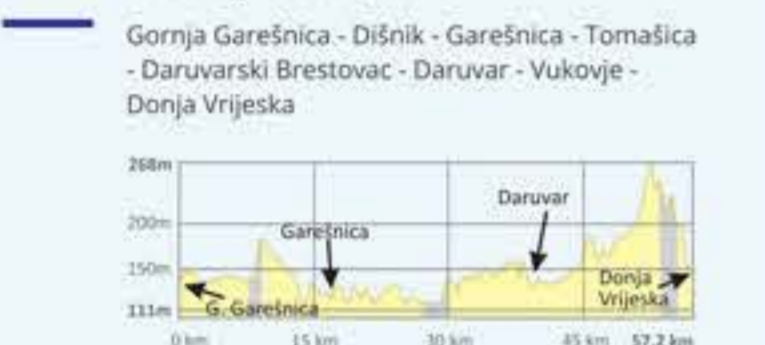 Gornja Garešnica - Dišnik - Garešnica - Tomašica
- Daruvarski Brestovac - Daruvar - Vukovje -
Donja Vrijeska
268m
Daruvar
200m
Garešnica
150m
Donja
Vrijeska
G. Garešnica
111m
0 km 15 km 30 km 45 km 57.2 km